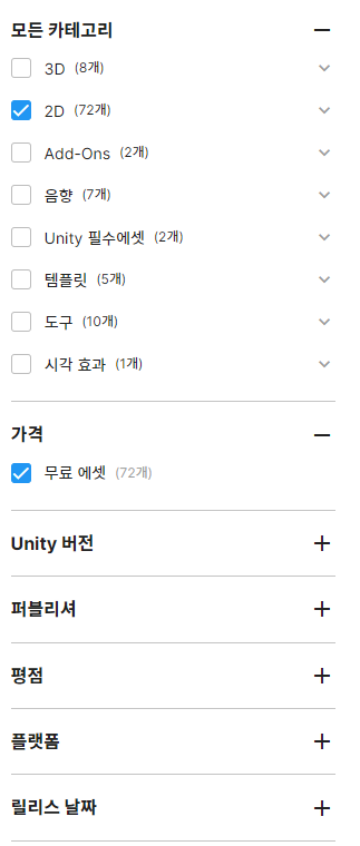 모든 카테고리
3D (8개)
2D (72개)
Add-Ons (2개)
음향 (7개)
Unity 필수에셋 (2개)
템플릿 (5개)
도구 (10개)
시각 효과 (1개)
가격
무료 에셋 (72개)
Unity 버전
퍼블리셔
평점
플랫폼
릴리스 날짜